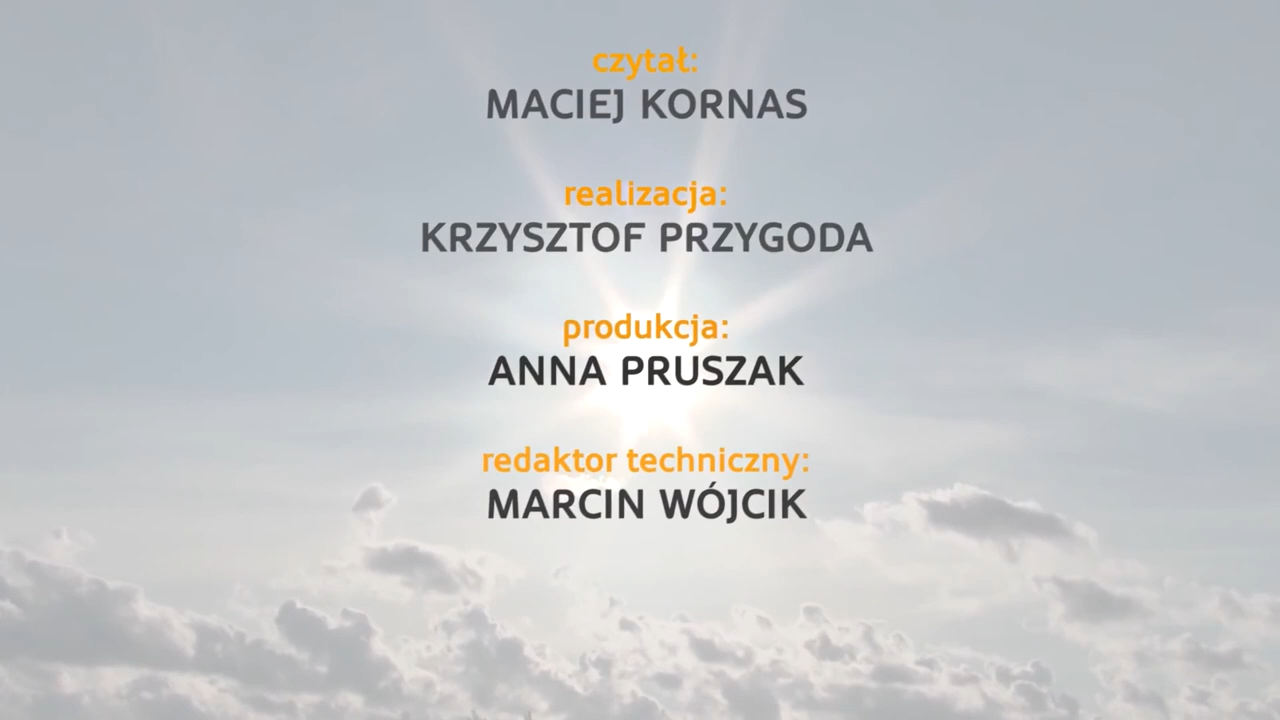 czytał:
MACIEJ KORNAS
realizacja:
KRZYSZTOF PRZYGODA
produkcja:
ANNA PRUSZAK
redaktor techniczny:
MARCIN WÓJCIK